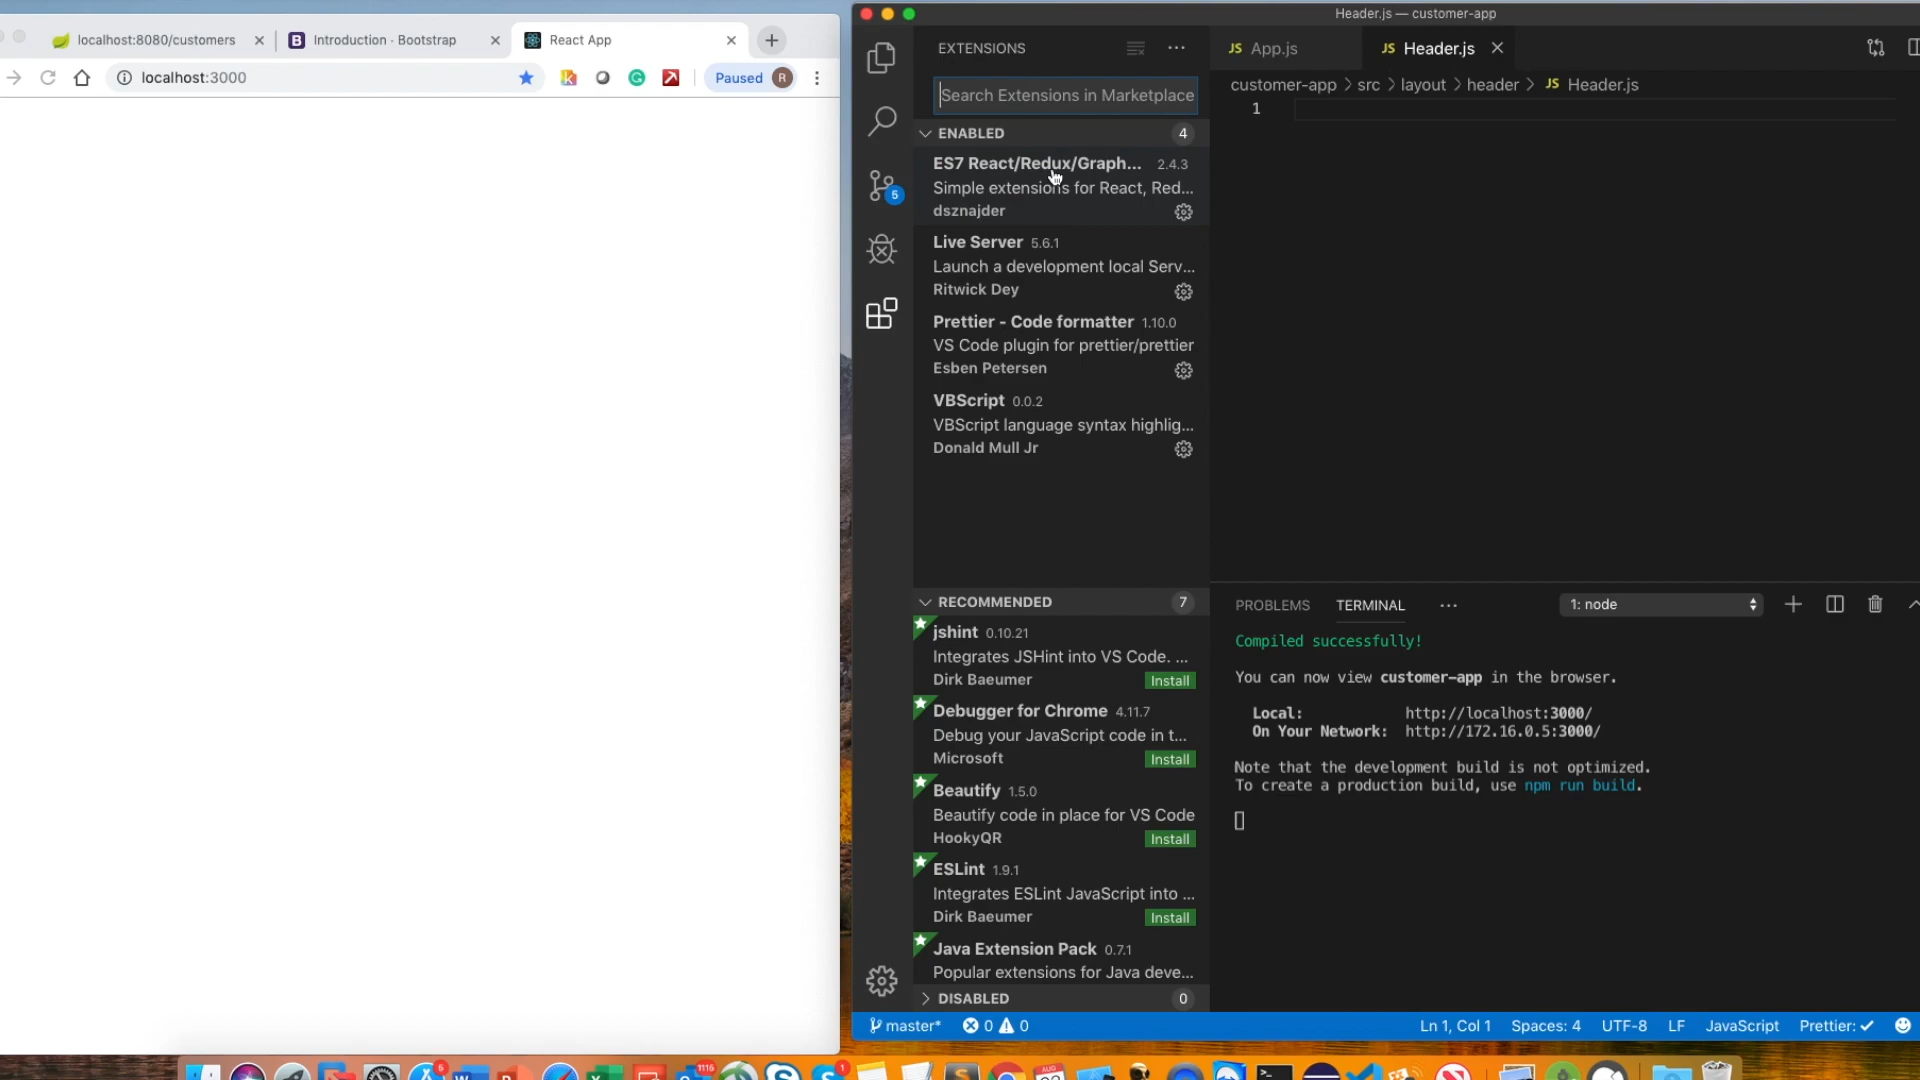 localhost:8080/customers
Introduction · Bootstrap
React App
localhost:3000
Paused R
Header.js — customer-app
EXTENSIONS
Search Extensions in Marketplace
ENABLED 4
ES7 React/Redux/Graph... 2.4.3
Simple extensions for React, Red...
dsznajder
Live Server 5.6.1
Launch a development local Serv...
Ritwick Dey
Prettier - Code formatter 1.10.0
VS Code plugin for prettier/prettier
Esben Petersen
VBScript 0.0.2
VBScript language syntax highlig...
Donald Mull Jr
5
RECOMMENDED 7
jshint 0.10.21
Integrates JSHint into VS Code. ...
Dirk Baeumer Install
Debugger for Chrome 4.11.7
Debug your JavaScript code in t...
Microsoft Install
Beautify 1.5.0
Beautify code in place for VS Code
HookyQR Install
ESLint 1.9.1
Integrates ESLint JavaScript into ...
Dirk Baeumer Install
Java Extension Pack 0.7.1
Popular extensions for Java deve...
DISABLED 0
JS App.js
JS Header.js
customer-app > src > layout > header > JS Header.js
1
PROBLEMS TERMINAL ... 1: node
Compiled successfully!
You can now view customer-app in the browser.
Local: http://localhost:3000/
On Your Network: http://172.16.0.5:3000/
Note that the development build is not optimized.
To create a production build, use npm run build.
master* 0 0 Ln 1, Col 1 Spaces: 4 UTF-8 LF JavaScript Prettier: ✓
1116
AUG